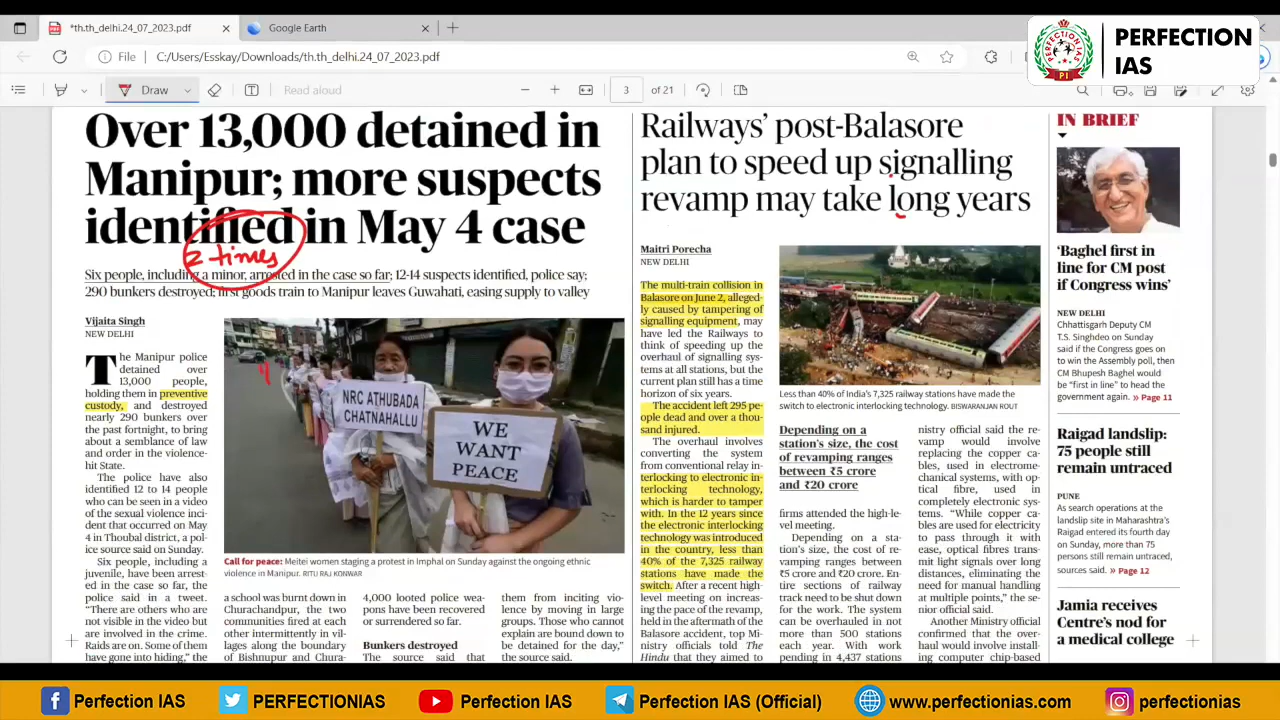 *th.th_delhi.24_07_2023.pdf
Google Earth
File
C:/Users/Esskay/Downloads/th.th_delhi.24_07_2023.pdf
PERFECTION
IAS
Draw
Read aloud
3
of 21
Over 13,000 detained in
Manipur; more suspects
identified in May 4 case
2 times
Six people, including a minor, arrested in the case so far; 12-14 suspects identified, police say;
290 bunkers destroyed; first goods train to Manipur leaves Guwahati, easing supply to valley
Vijaita Singh
NEW DELHI
The Manipur police
detained over
13,000 people,
holding them in preventive
custody, and destroyed
nearly 290 bunkers over
the past fortnight, to bring
about a semblance of law
and order in the violence-
hit State.
The police have also
identified 12 to 14 people
who can be seen in a video
of the sexual violence inci-
dent that occurred on May
4 in Thoubal district, a pol-
ice source said on Sunday.
Six people, including a
juvenile, have been arrest-
ed in the case so far, the
police said in a tweet.
“There are others who are
not visible in the video but
are involved in the crime.
Raids are on. Some of them
have gone into hiding,” the
NRC ATHUBADA
CHATNAHALLU
WE
WANT
PEACE
Call for peace: Meitei women staging a protest in Imphal on Sunday against the ongoing ethnic
violence in Manipur. RITU RAJ KONWAR
a school was burnt down in
Churachandpur, the two
communities fired at each
other intermittently in vil-
lages along the boundary
of Bishnupur and Chura-
4,000 looted police wea-
pons have been recovered
or surrendered so far.
Bunkers destroyed
The source said that
them from inciting vio-
lence by moving in large
groups. Those who cannot
explain are bound down to
be detained for the day,”
the source said.
Railways’ post-Balasore
plan to speed up signalling
revamp may take long years
Maitri Porecha
NEW DELHI
The multi-train collision in
Balasore on June 2, alleged-
ly caused by tampering of
signalling equipment, may
have led the Railways to
think of speeding up the
overhaul of signalling sys-
tems at all stations, but the
current plan still has a time
horizon of six years.
The accident left 295 peo-
ple dead and over a thou-
sand injured.
The overhaul involves
converting the system
from conventional relay in-
terlocking to electronic in-
terlocking technology,
which is harder to tamper
with. In the 12 years since
the electronic interlocking
technology was introduced
in the country, less than
40% of the 7,325 railway
stations have made the
switch. After a recent high-
level meeting on increas-
ing the pace of the revamp,
held in the aftermath of the
Balasore accident, top Mi-
nistry officials told The
Hindu that they aimed to
Less than 40% of India’s 7,325 railway stations have made the
switch to electronic interlocking technology. BISWARANJAN ROUT
Depending on a
station’s size, the cost
of revamping ranges
between ₹5 crore
and ₹20 crore
firms attended the high-le-
vel meeting.
Depending on a sta-
tion’s size, the cost of re-
vamping ranges between
₹5 crore and ₹20 crore. En-
tire sections of railway
track need to be shut down
for the work. The system
can be overhauled in not
more than 500 stations
each year. With work
pending in 4,437 stations
nistry official said the re-
vamp would involve
replacing the copper ca-
bles, used in electrome-
chanical systems, with op-
tical fibre, used in
completely electronic sys-
tems. “While copper ca-
bles are used for electricity
to pass through it with
ease, optical fibres trans-
mit light signals over long
distances, eliminating the
need for manual handling
at multiple points,” the se-
nior official said.
Another Ministry official
confirmed that the over-
haul would involve install-
ing computer chip-based
IN BRIEF
‘Baghel first in
line for CM post
if Congress wins’
NEW DELHI
Chhattisgarh Deputy CM
T.S. Singhdeo on Sunday
said if the Congress goes on
to win the Assembly poll, then
CM Bhupesh Baghel would
be “first in line” to head the
government again. » Page 11
Raigad landslip:
75 people still
remain untraced
PUNE
As search operations at the
landslip site in Maharashtra’s
Raigad entered its fourth day
on Sunday, more than 75
persons still remain untraced,
sources said. » Page 12
Jamia receives
Centre’s nod for
a medical college
Perfection IAS
PERFECTIONIAS
Perfection IAS
Perfection IAS (Official)
www.perfectionias.com
perfectionias